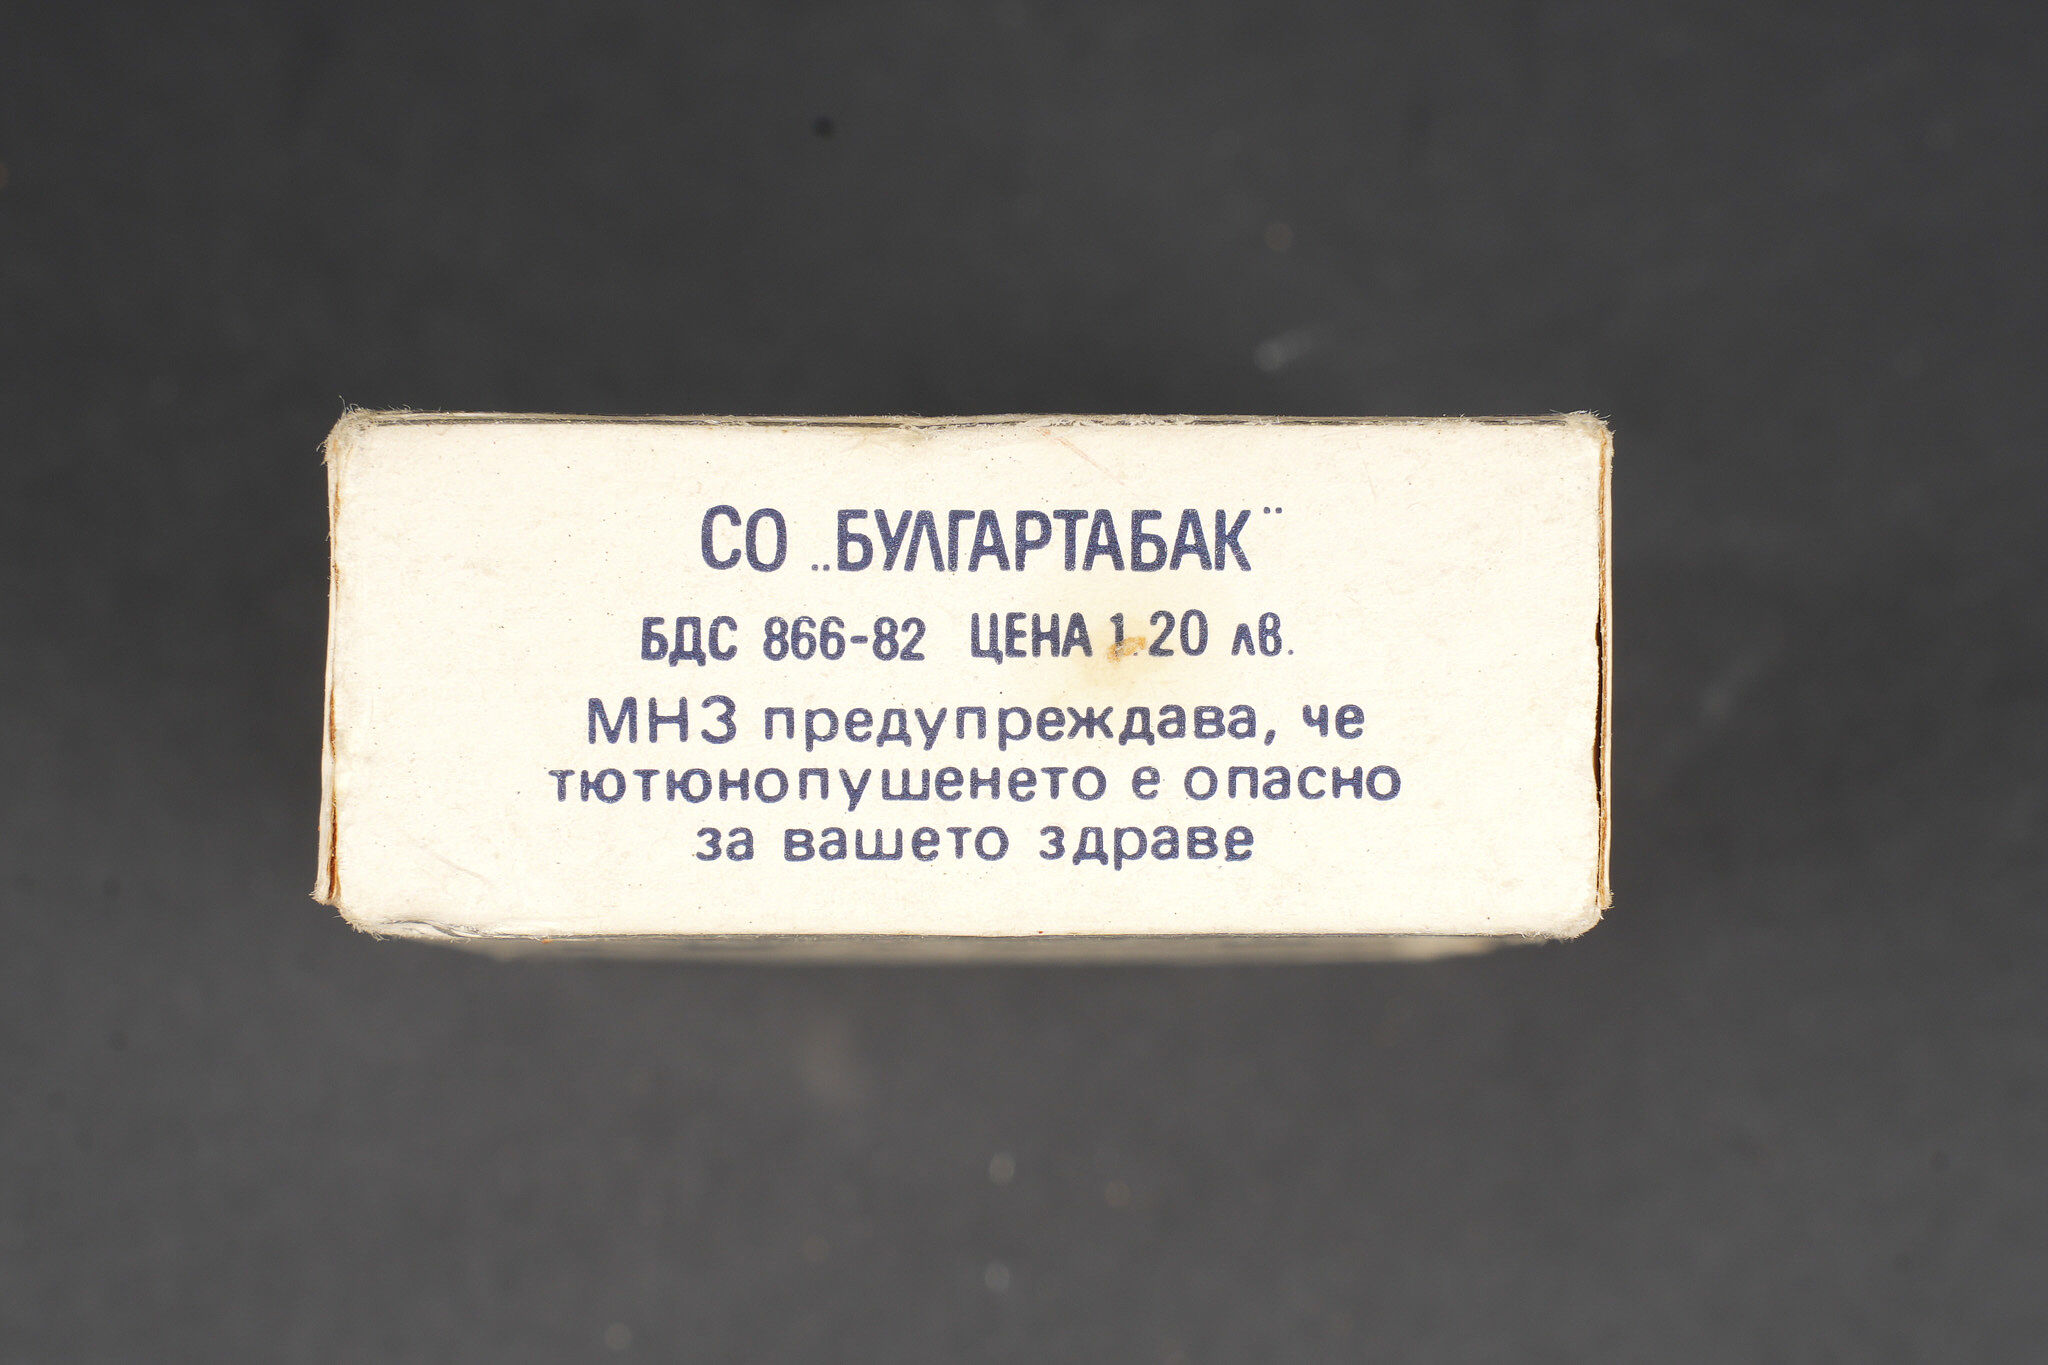 СО „БУЛГАРТАБАК"
БДС 866-82 ЦЕНА 1.20 лв.
МНЗ предупреждава, че
тютюнопушенето е опасно
за вашето здраве